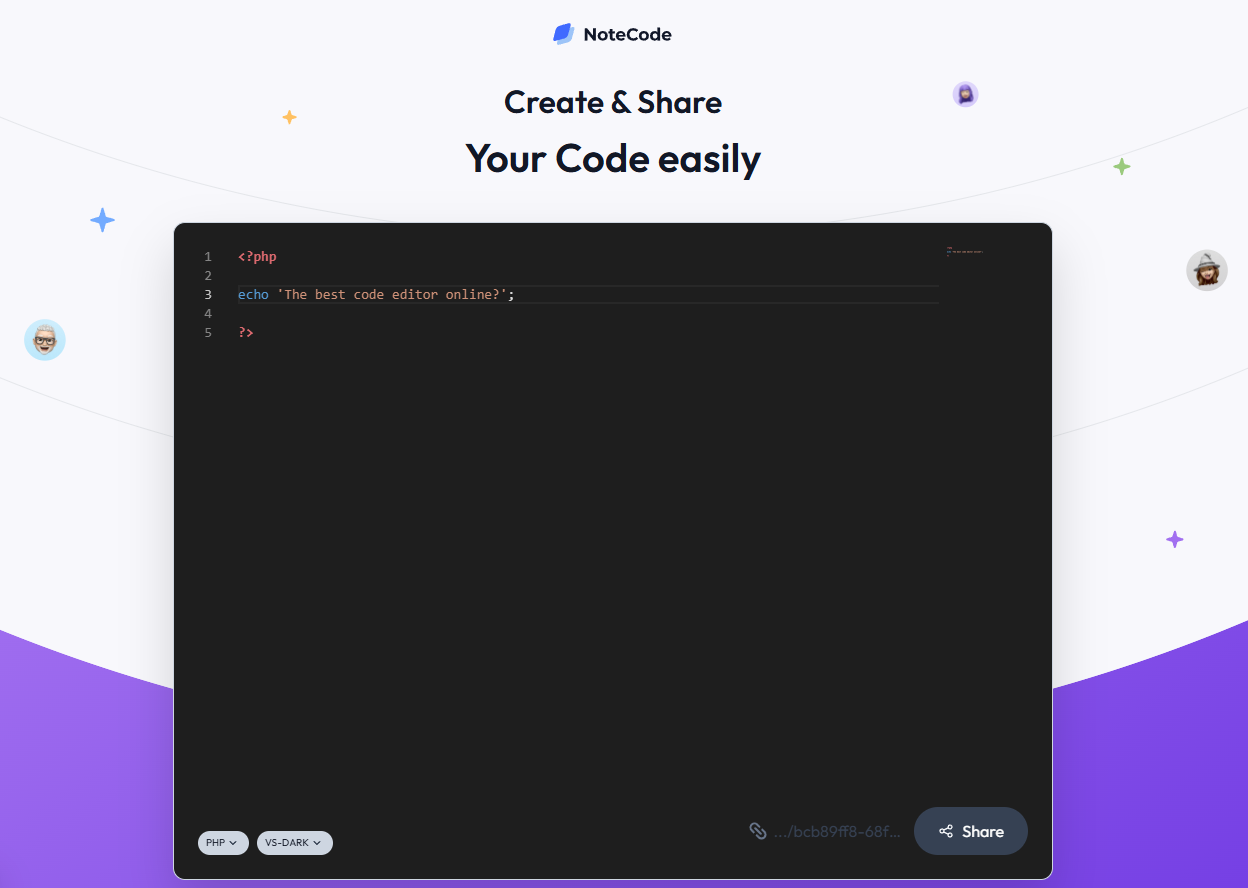 NoteCode
Create & Share
Your Code easily
1 <?php
2
3 echo 'The best code editor online?';
4
5 ?>
PHP
VS-DARK
.../bcb89ff8-68f...
Share